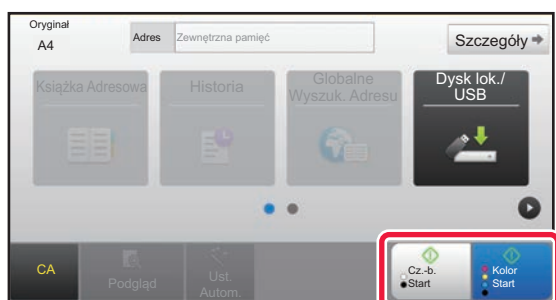 Oryginał
A4
Adres
Zewnętrzna pamięć
Szczegóły
Książka Adresowa
Historia
Globalne
Wyszuk. Adresu
Dysk lok./
USB
CA
Podgląd
Ust.
Autom.
Cz.-b.
Start
Kolor
Start